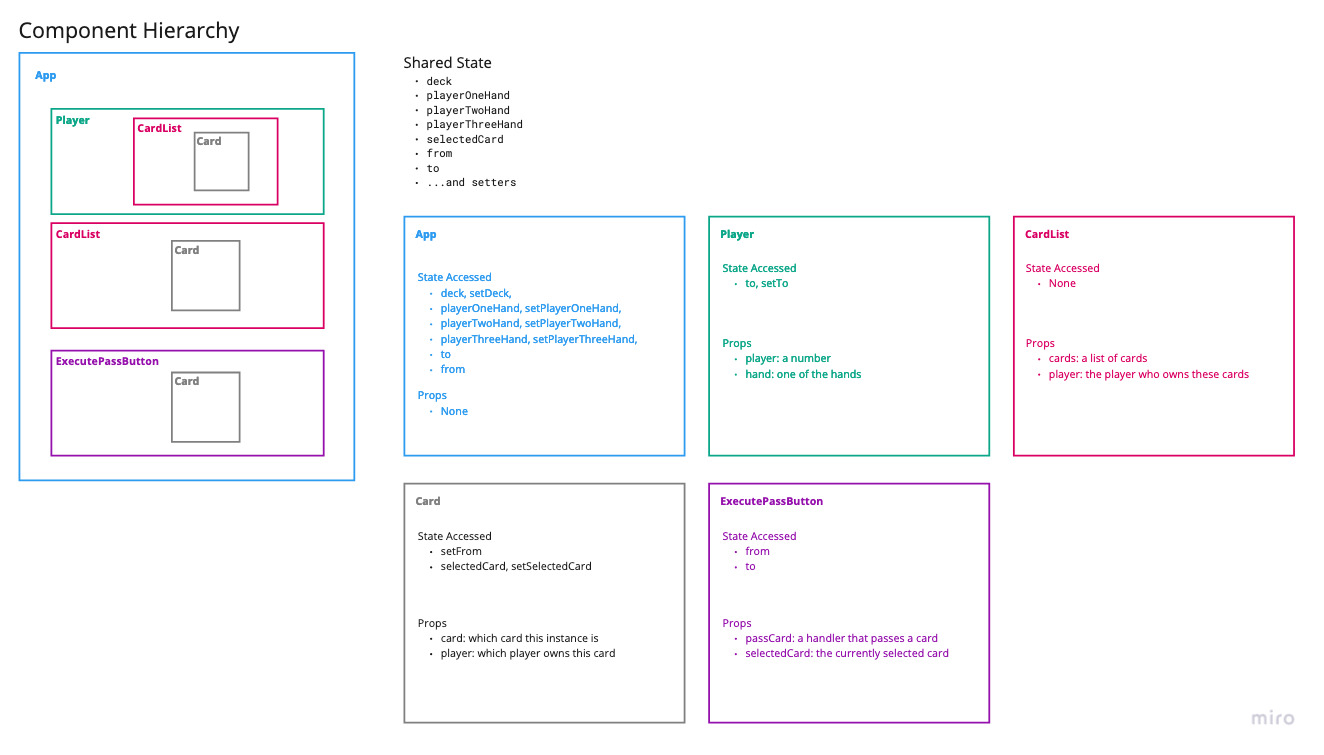 Component Hierarchy
App
Player
CardList
Card
CardList
Card
ExecutePassButton
Card
Shared State
· deck
· playerOneHand
· playerTwoHand
· playerThreeHand
· selectedCard
· from
· to
· ...and setters
App
State Accessed
· deck, setDeck,
· playerOneHand, setPlayerOneHand,
· playerTwoHand, setPlayerTwoHand,
· playerThreeHand, setPlayerThreeHand,
· to
· from
Props
· None
Player
State Accessed
· to, setTo
Props
· player: a number
· hand: one of the hands
CardList
State Accessed
· None
Props
· cards: a list of cards
· player: the player who owns these cards
Card
State Accessed
· setFrom
· selectedCard, setSelectedCard
Props
· card: which card this instance is
· player: which player owns this card
ExecutePassButton
State Accessed
· from
· to
Props
· passCard: a handler that passes a card
· selectedCard: the currently selected card
miro